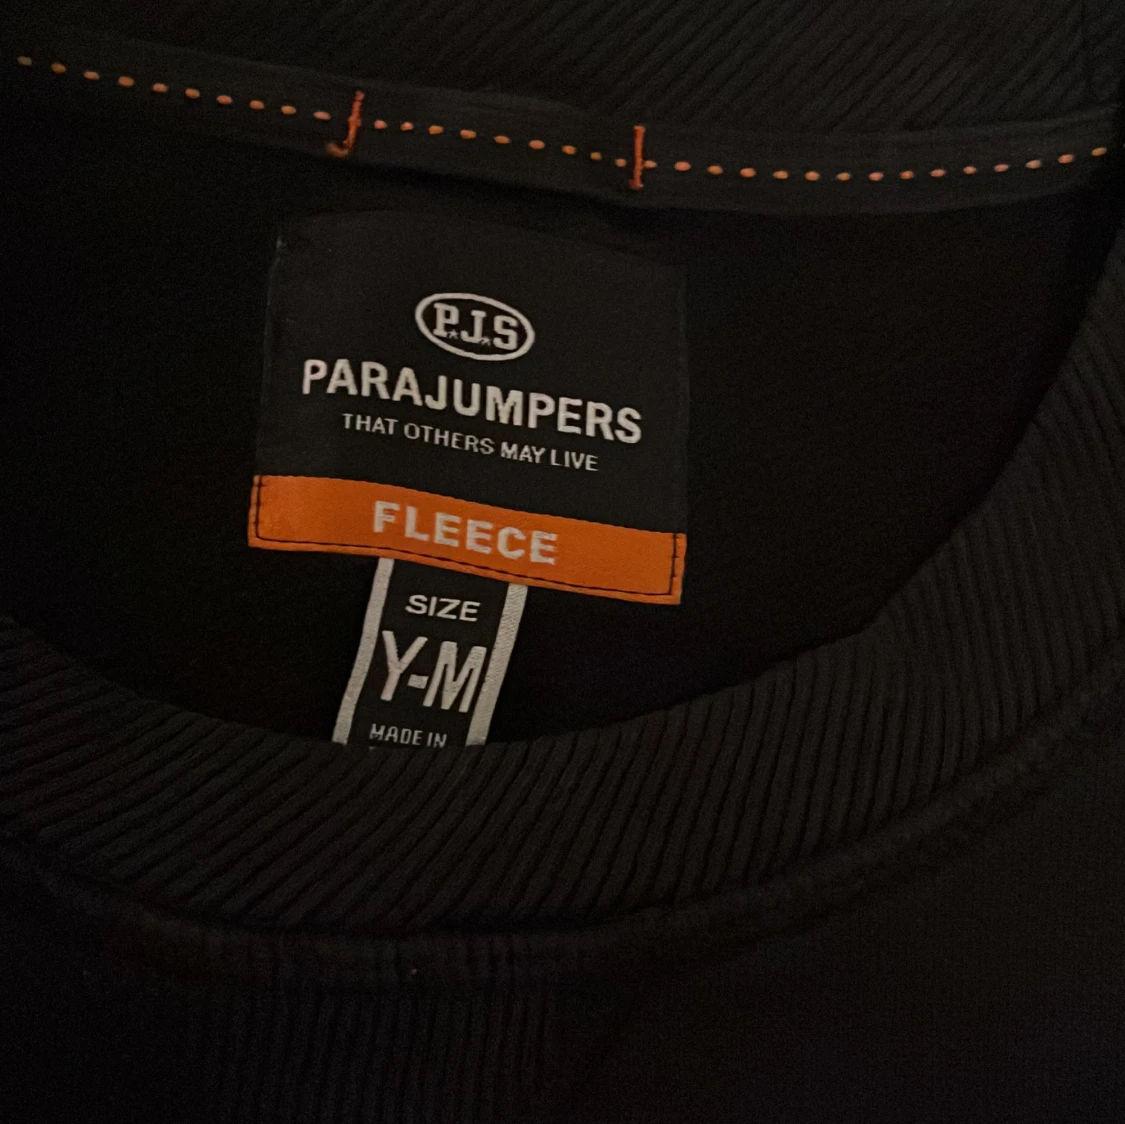 P.J.S
PARAJUMPERS
THAT OTHERS MAY LIVE
FLEECE
SIZE
Y-M
MADE IN